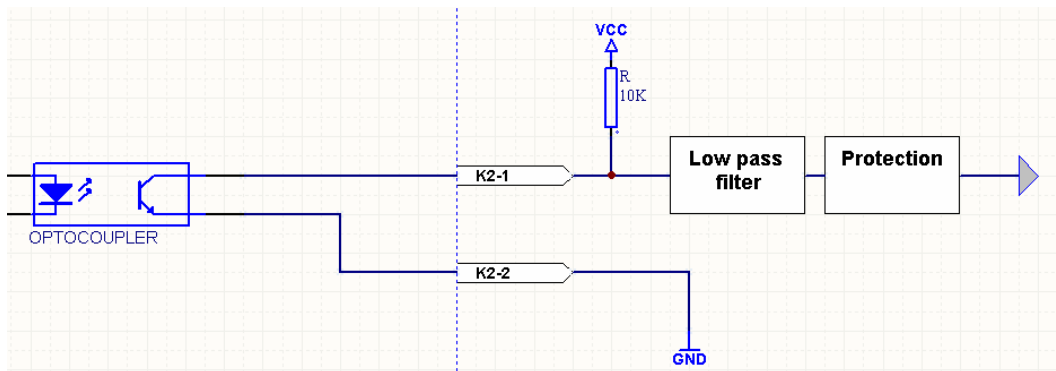 VCC
R
10K
Low pass
filter
Protection
K2-1
OPTOCOUPLER
K2-2
GND